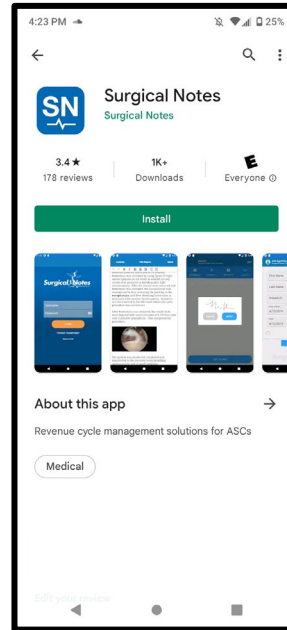 4:23 PM
25%
SN
Surgical Notes
Surgical Notes
3.4★
178 reviews
1K+
Downloads
E
Everyone
Install
Surgical Notes
About this app
Revenue cycle management solutions for ASCs
Medical
Edit your review